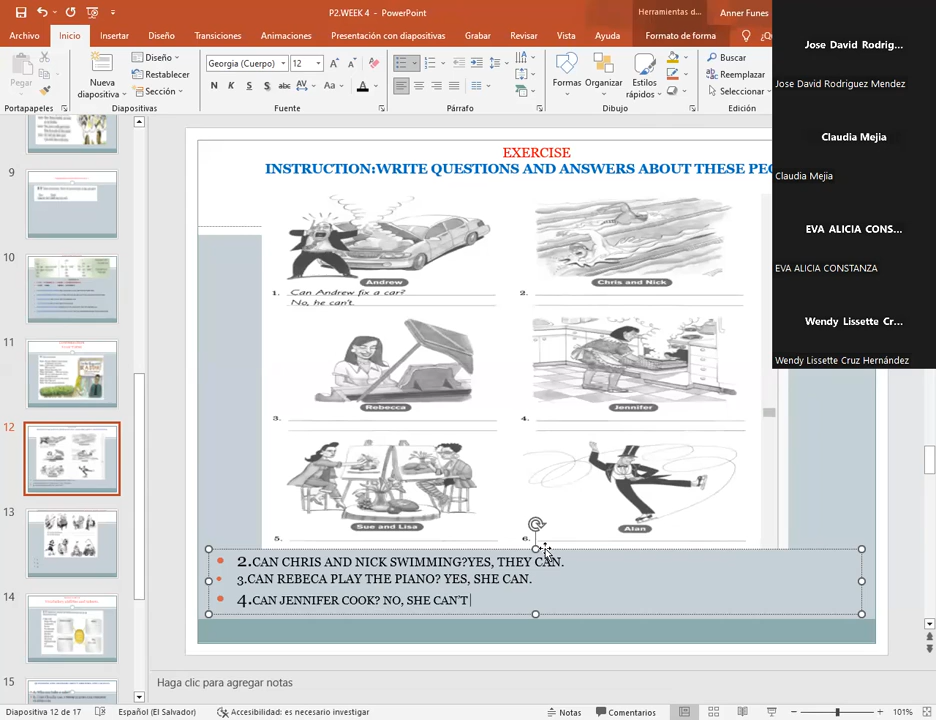 P2.WEEK 4 - PowerPoint
Herramientas d...
Anner Funes
Archivo
Inicio
Insertar
Diseño
Transiciones
Animaciones
Presentación con diapositivas
Grabar
Revisar
Vista
Ayuda
Formato de forma
¿Q
Pegar
Nueva
diapositiva
Diseño
Restablecer
Sección
Georgia (Cuerpo)
12
N K S
Aa
A
Formas
Organizar
Estilos
rápidos
Buscar
Reemplazar
Seleccionar
Portapapeles
Diapositivas
Fuente
Párrafo
Dibujo
Edición
Jose David Rodrig...
Jose David Rodriguez Mendez
Claudia Mejia
Claudia Mejia
EVA ALICIA CONS...
EVA ALICIA CONSTANZA
Wendy Lissette Cr...
Wendy Lissette Cruz Hernández
9
10
11
12
13
14
15
EXERCISE
INSTRUCTION:WRITE QUESTIONS AND ANSWERS ABOUT THESE PEO
Andrew
Chris and Nick
1. Can Andrew fix a car?
No, he can't.
2.
Rebecca
Jennifer
3.
4.
Sue and Lisa
Alan
5.
6.
2.CAN CHRIS AND NICK SWIMMING?YES, THEY CAN.
3.CAN REBECA PLAY THE PIANO? YES, SHE CAN.
4.CAN JENNIFER COOK? NO, SHE CAN'T
Haga clic para agregar notas
Diapositiva 12 de 17
Español (El Salvador)
Accesibilidad: es necesario investigar
Notas
Comentarios
101%